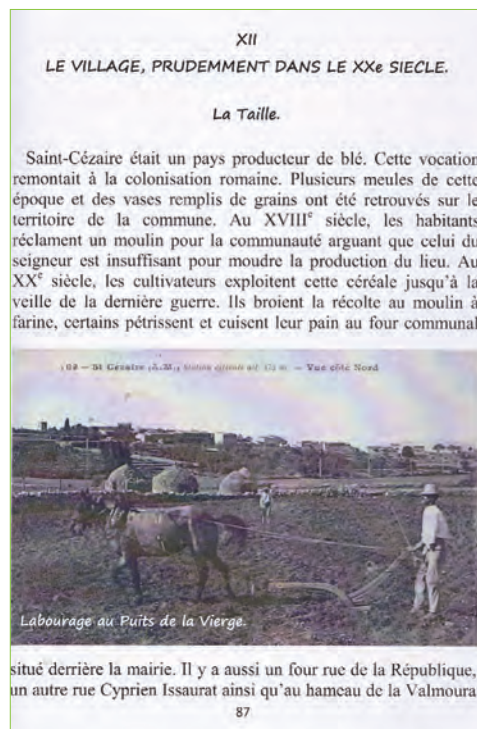 XII
LE VILLAGE, PRUDEMMENT DANS LE XXe SIECLE.
La Taille.
Saint-Cézaire était un pays producteur de blé. Cette vocation
remontait à la colonisation romaine. Plusieurs meules de cette
époque et des vases remplis de grains ont été retrouvés sur le
territoire de la commune. Au XVIIIe siècle, les habitants
réclament un moulin pour la communauté arguant que celui du
seigneur est insuffisant pour moudre la production du lieu. Au
XXe siècle, les cultivateurs exploitent cette céréale jusqu'à la
veille de la dernière guerre. Ils broient la récolte au moulin à
farine, certains pétrissent et cuisent leur pain au four communal
St Cézaire (A.-M.) Station estivale alt. — Vue côté Nord
Labourage au Puits de la Vierge.
situé derrière la mairie. Il y a aussi un four rue de la République,
un autre rue Cyprien Issaurat ainsi qu'au hameau de la Valmoura
87